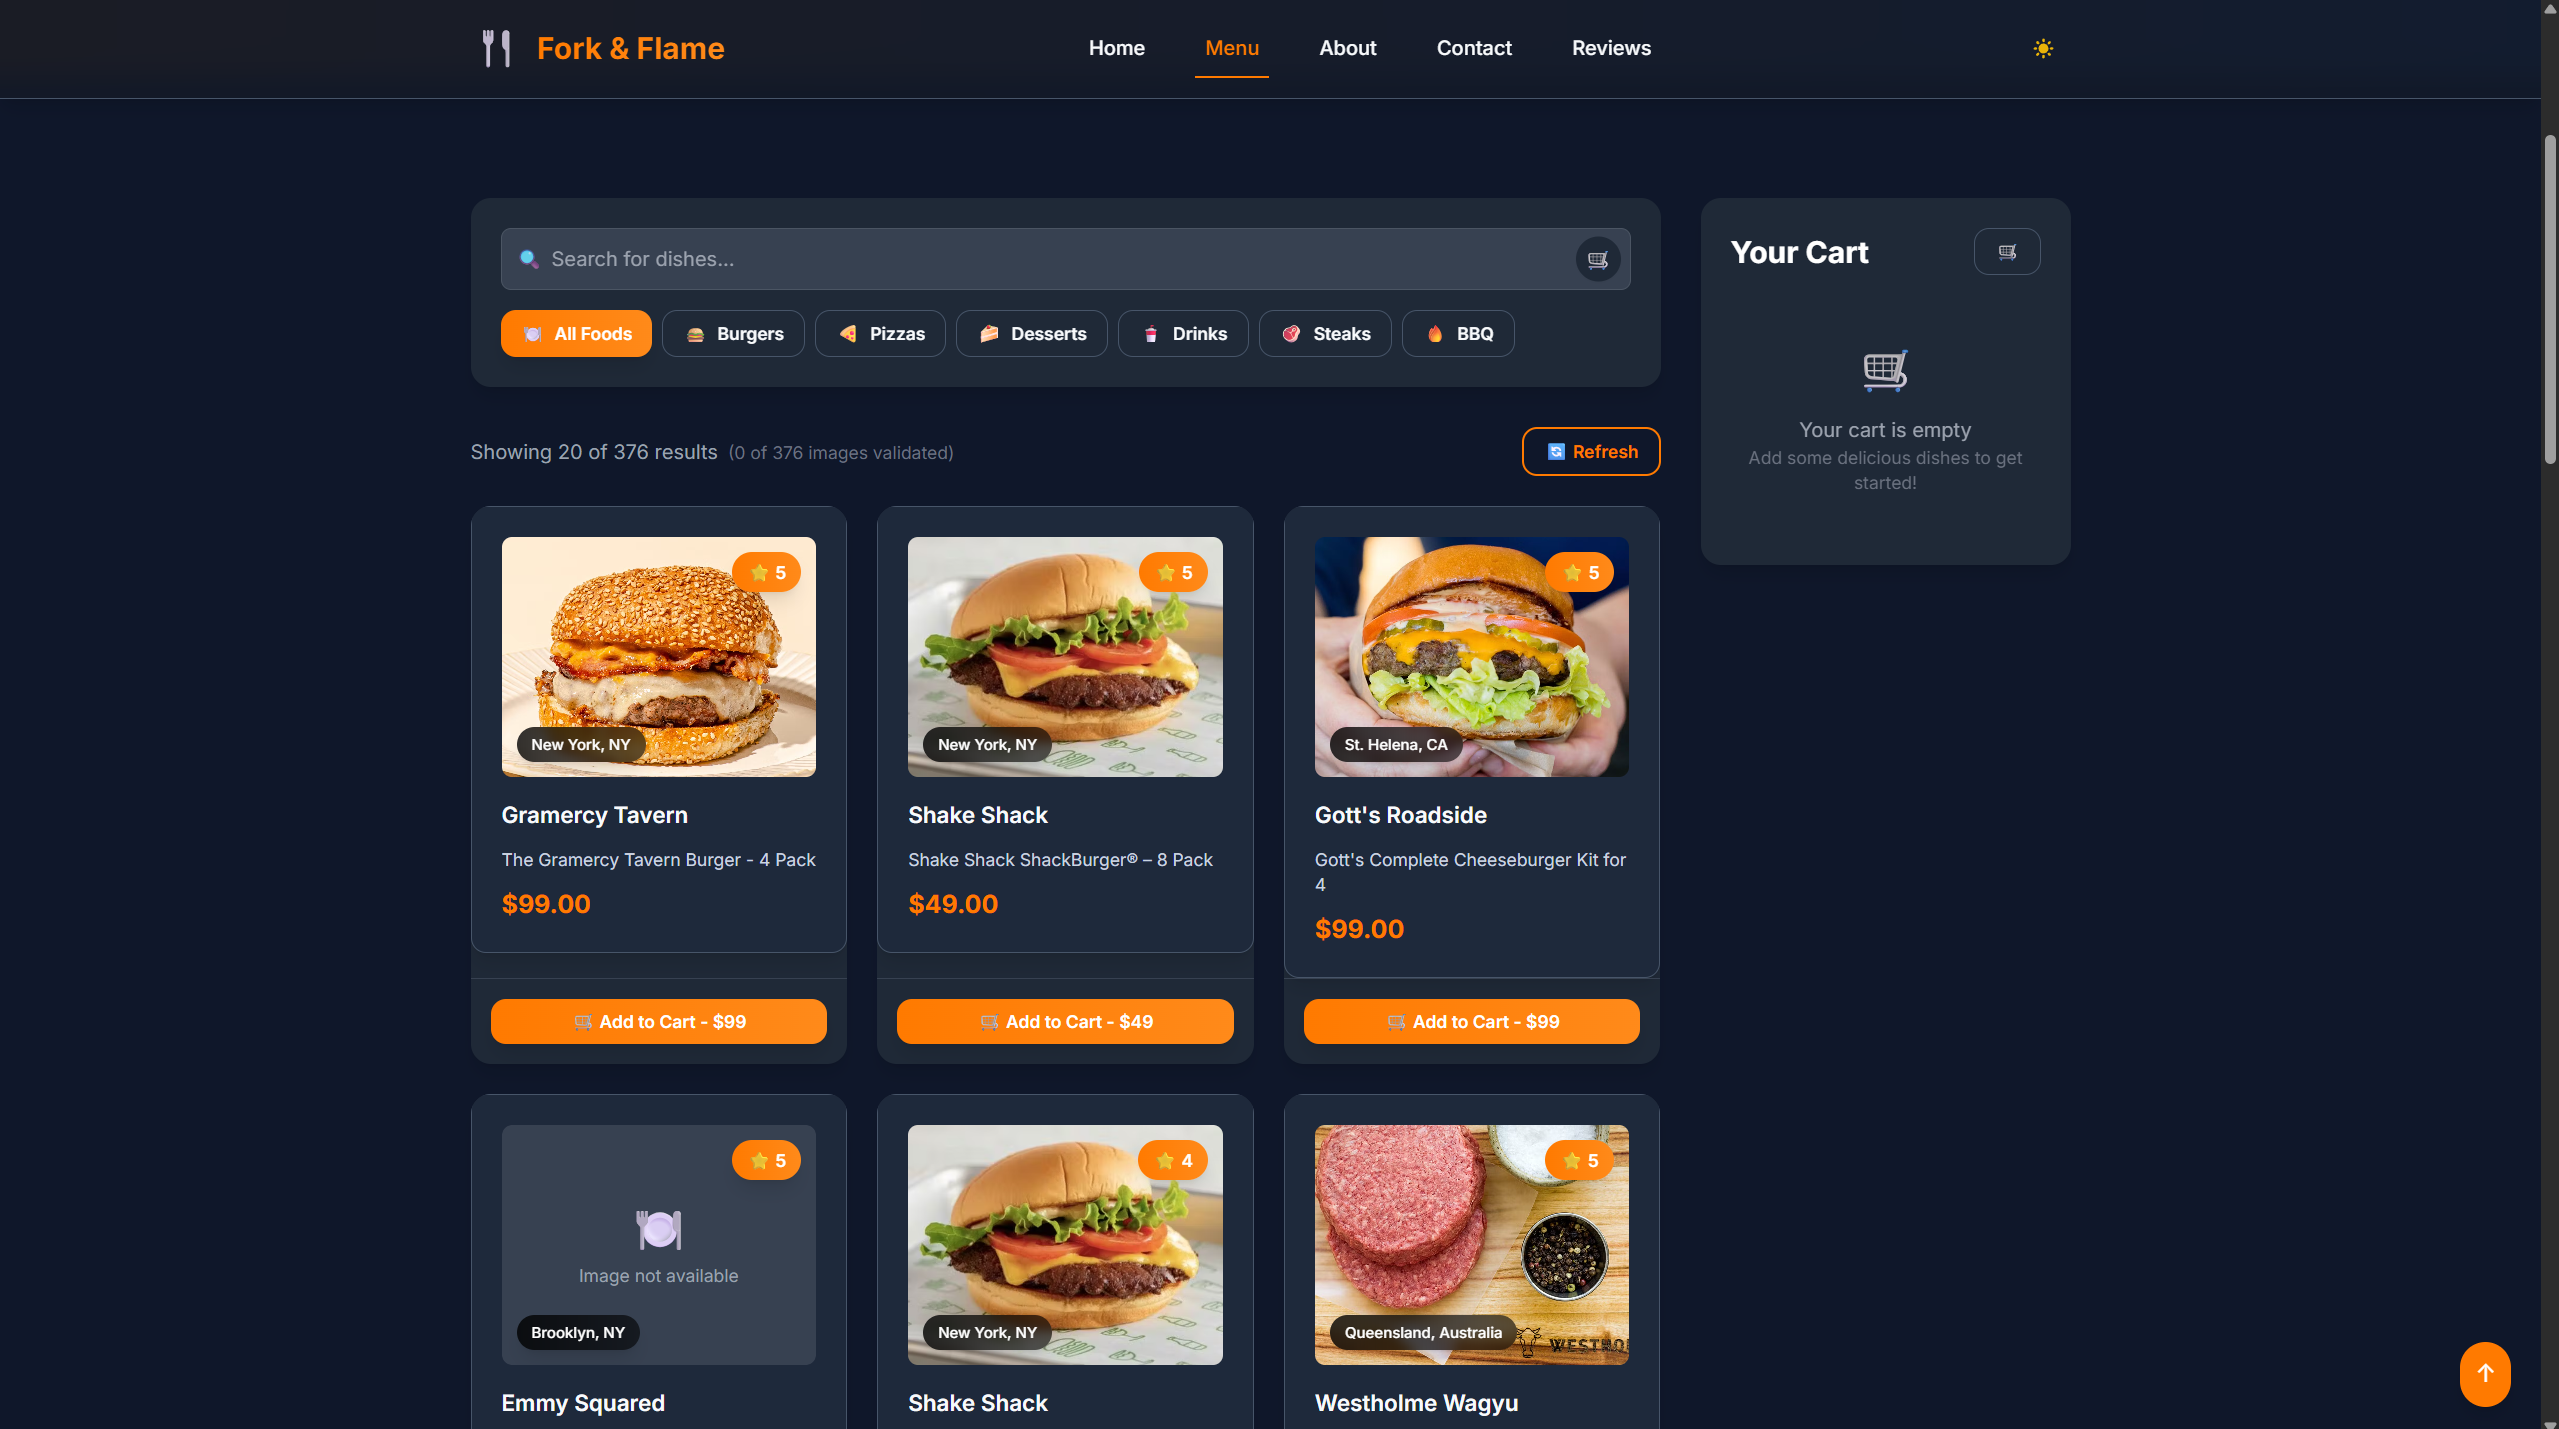 Fork & Flame
Home
Menu
About
Contact
Reviews
Search for dishes...
All Foods
Burgers
Pizzas
Desserts
Drinks
Steaks
BBQ
Showing 20 of 376 results (0 of 376 images validated)
Refresh
Your Cart
Your cart is empty
Add some delicious dishes to get
started!
5
New York, NY
Gramercy Tavern
The Gramercy Tavern Burger - 4 Pack
$99.00
Add to Cart - $99
5
New York, NY
Shake Shack
Shake Shack ShackBurger® – 8 Pack
$49.00
Add to Cart - $49
5
St. Helena, CA
Gott's Roadside
Gott's Complete Cheeseburger Kit for
4
$99.00
Add to Cart - $99
5
Image not available
Brooklyn, NY
Emmy Squared
4
New York, NY
Shake Shack
5
Queensland, Australia
Westholme Wagyu